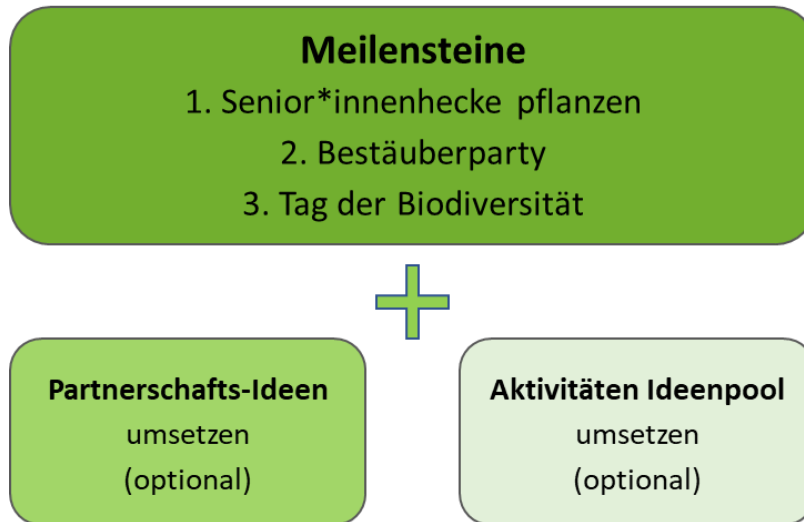 Meilensteine
1. Senior*innenhecke pflanzen
2. Bestäuberparty
3. Tag der Biodiversität
Partnerschafts-Ideen
umsetzen
(optional)
Aktivitäten Ideenpool
umsetzen
(optional)